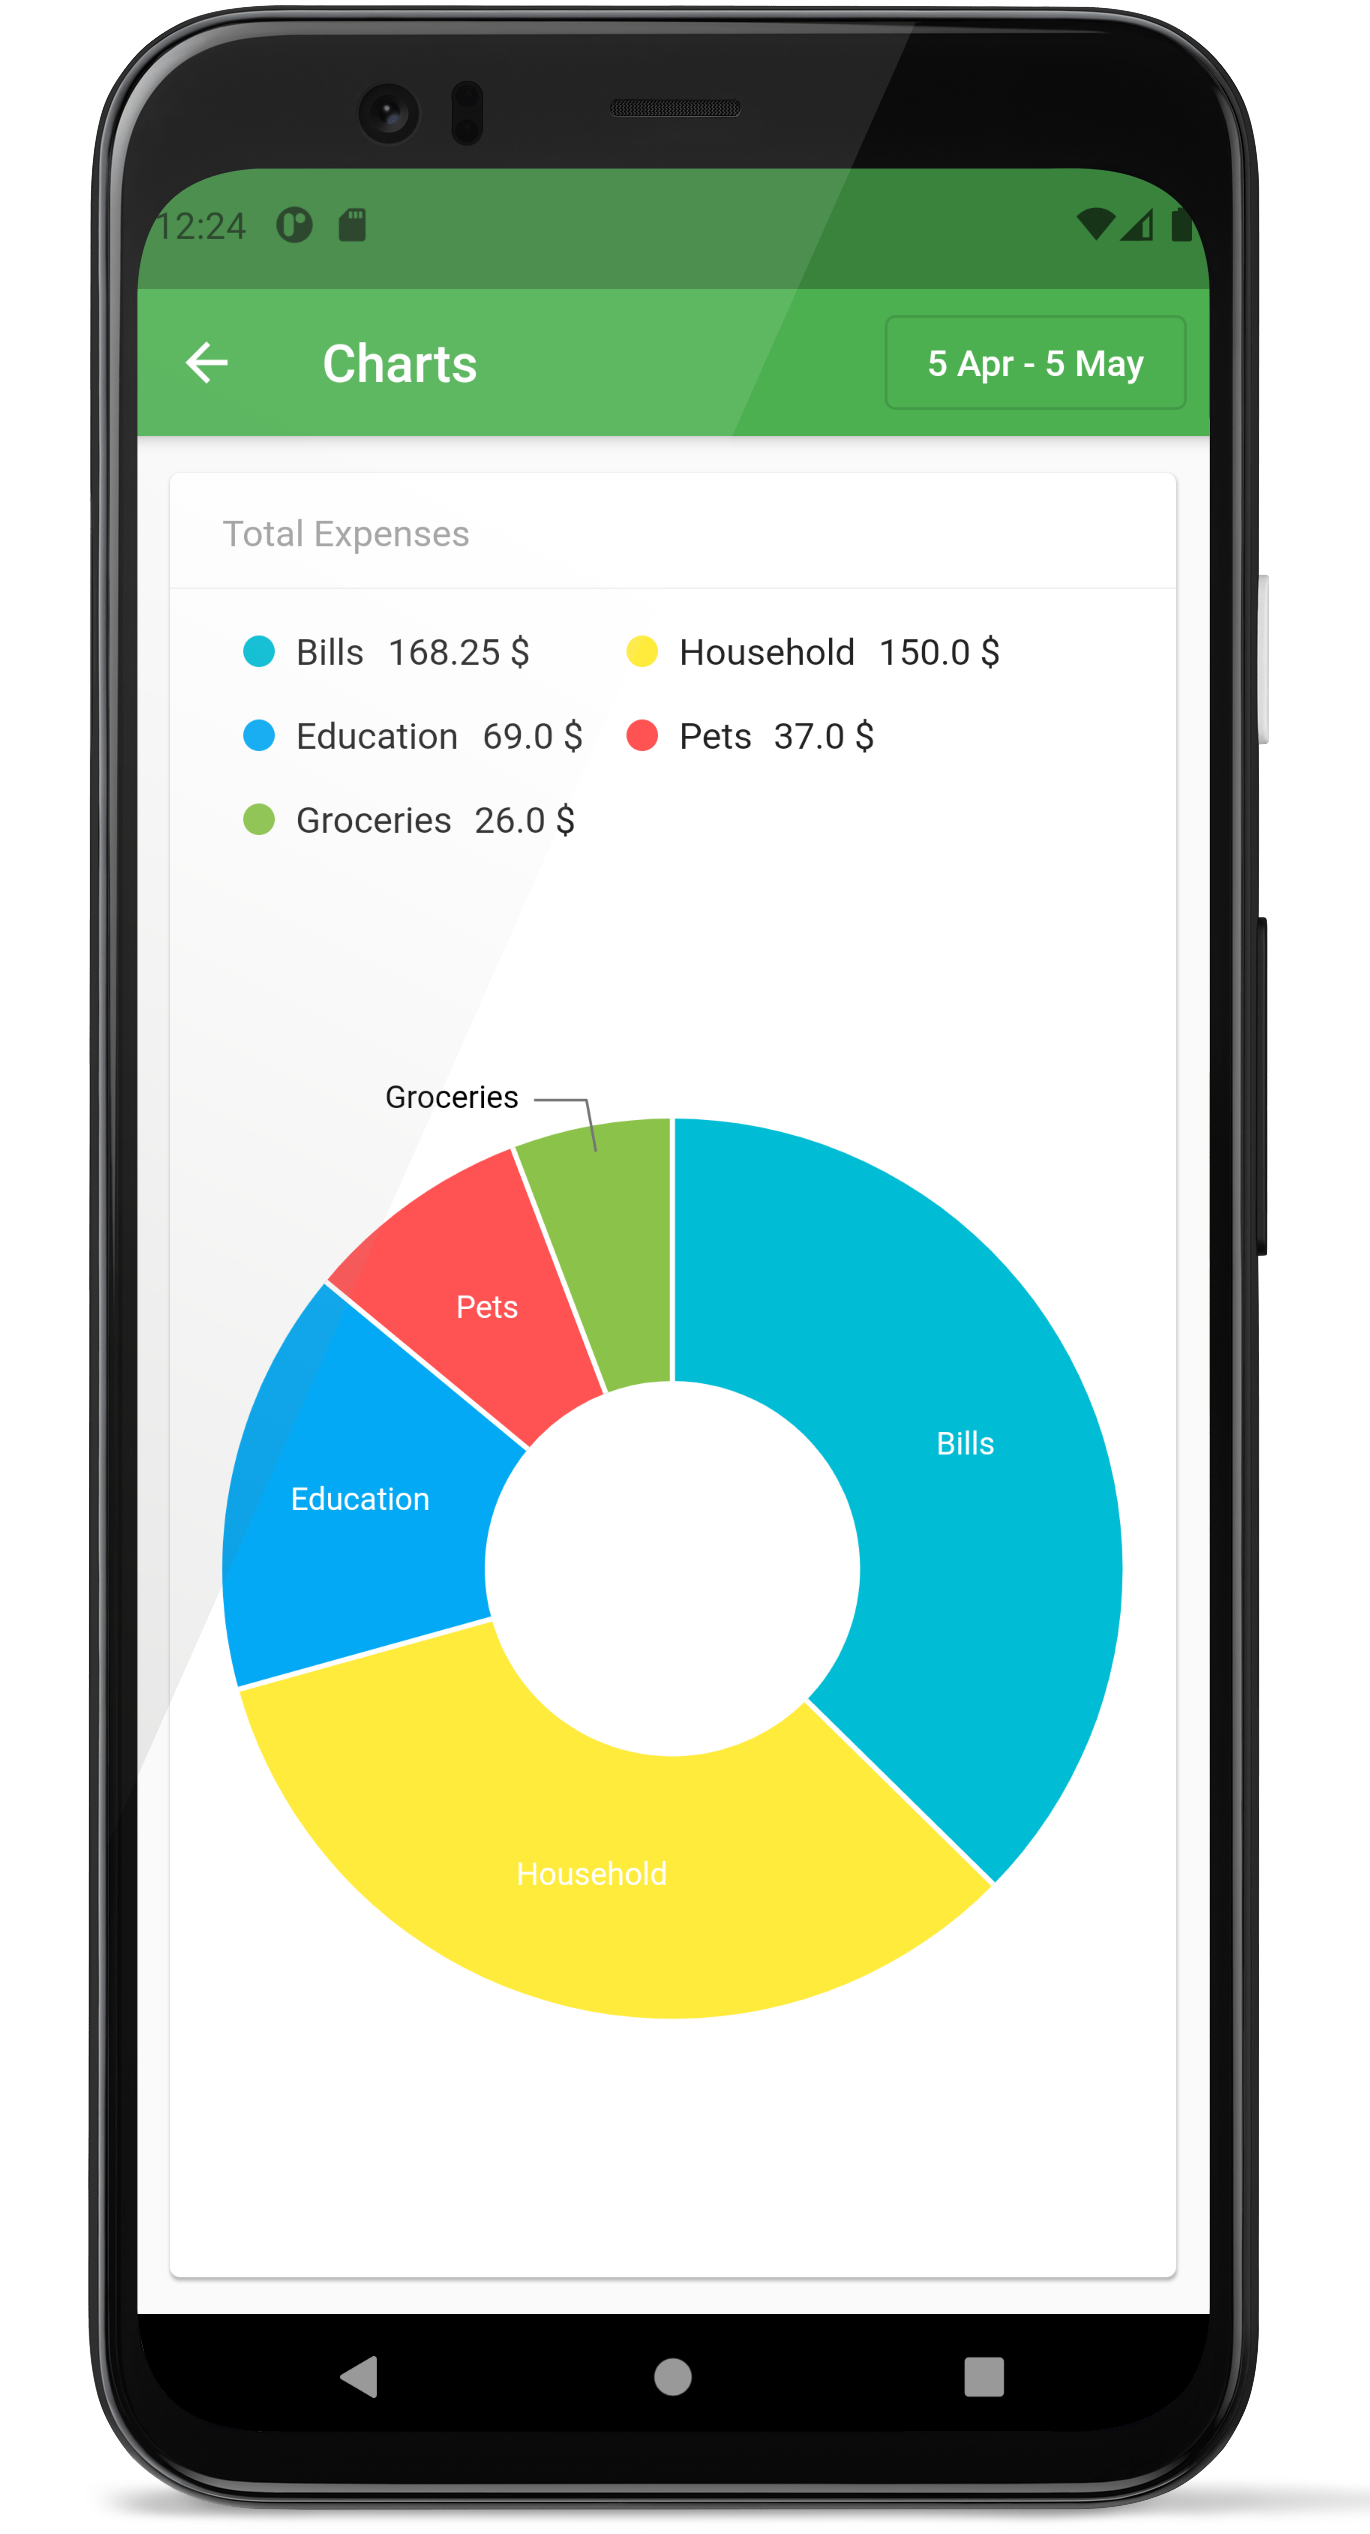 12:24
Charts 5 Apr - 5 May
Total Expenses
Bills 168.25 $ Household 150.0 $
Education 69.0 $ Pets 37.0 $
Groceries 26.0 $
Groceries
Pets
Bills
Education
Household